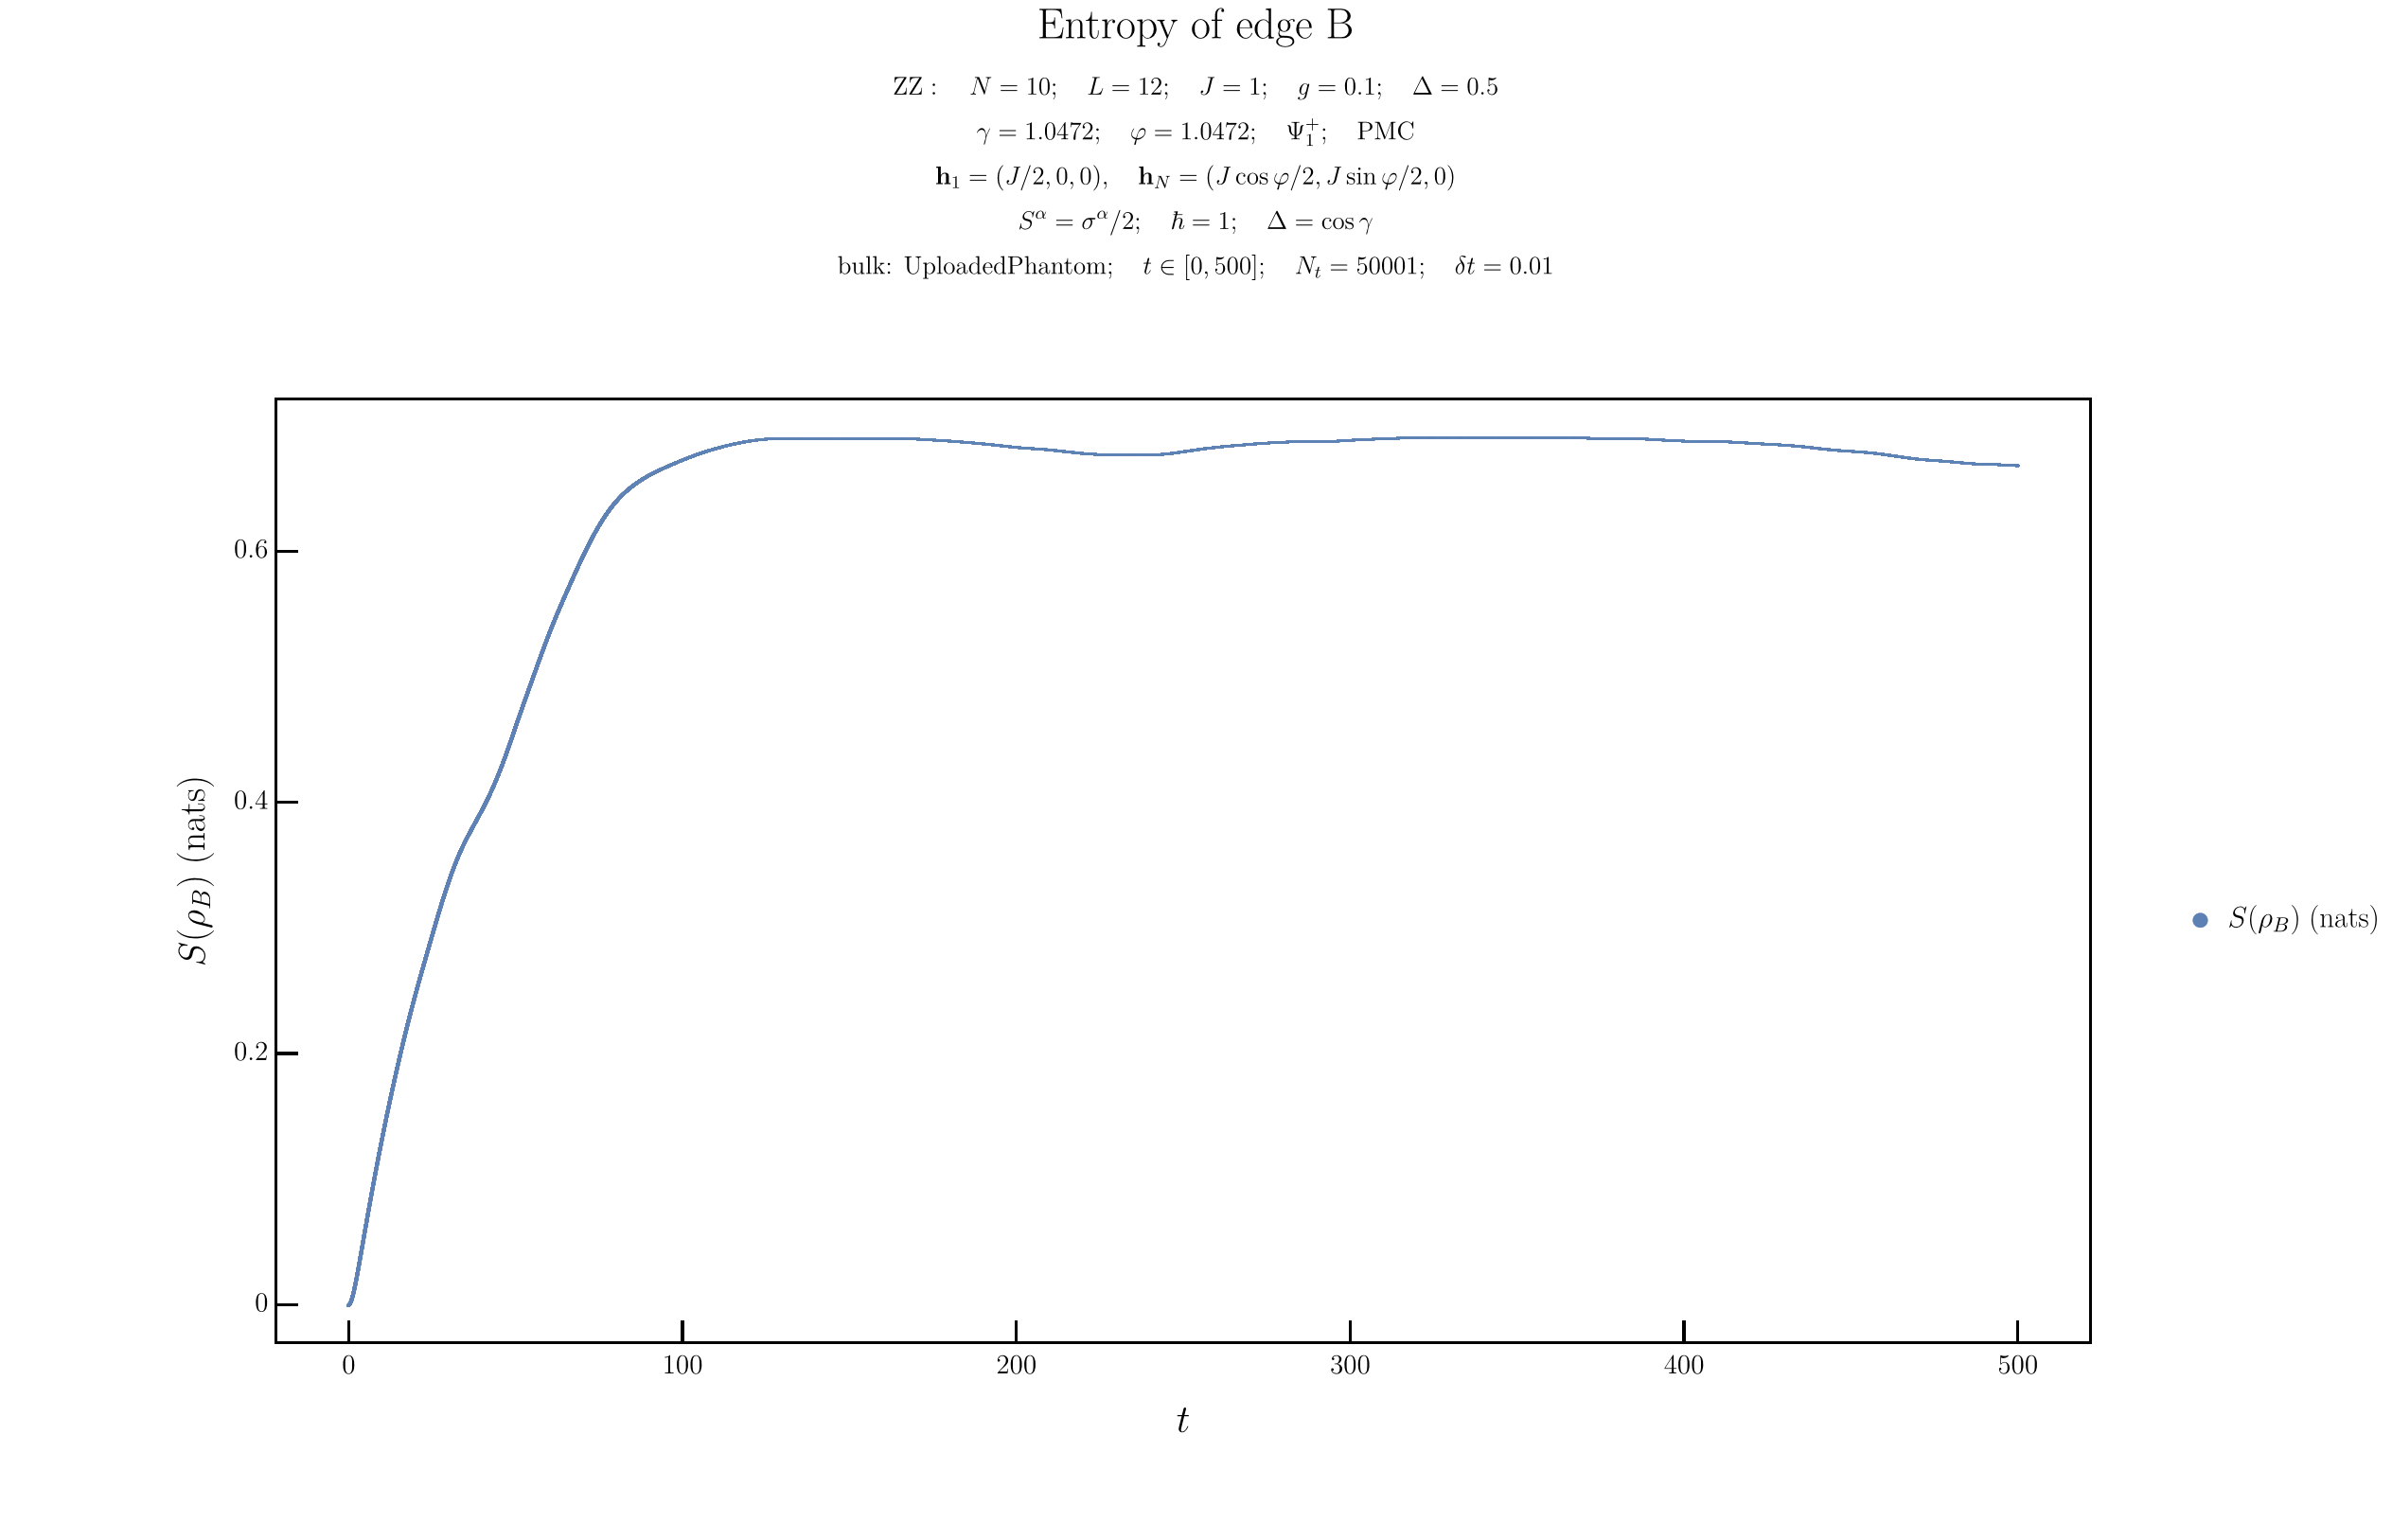 Entropy of edge B
ZZ : N = 10; L = 12; J = 1; g = 0.1; Δ = 0.5
γ = 1.0472; φ = 1.0472; Ψ₁⁺; PMC
h₁ = (J/2, 0, 0), h_N = (J cos φ/2, J sin φ/2, 0)
S^α = σ^α/2; ℏ = 1; Δ = cos γ
bulk: UploadedPhantom; t ∈ [0, 500]; N_t = 50001; δt = 0.01
0.6
0.4
0.2
0
S(ρ_B) (nats)
0 100 200 300 400 500
t
S(ρ_B) (nats)